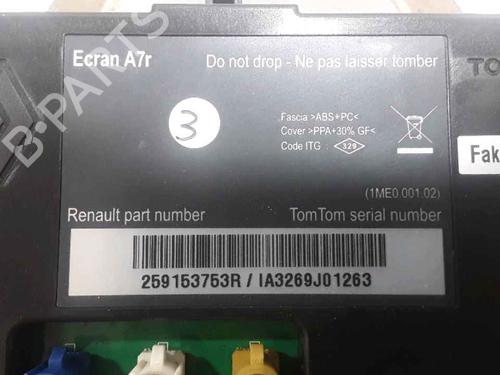 Ecran A7r
Do not drop - Ne pas laisser tomber
TO
3
Fascia >ABS+PC<
Cover >PPA+30% GF<
Code ITG : 329
Fak
(1ME0.001.02)
Renault part number
TomTom serial number
259153753R / IA3269J01263
B-PARTS